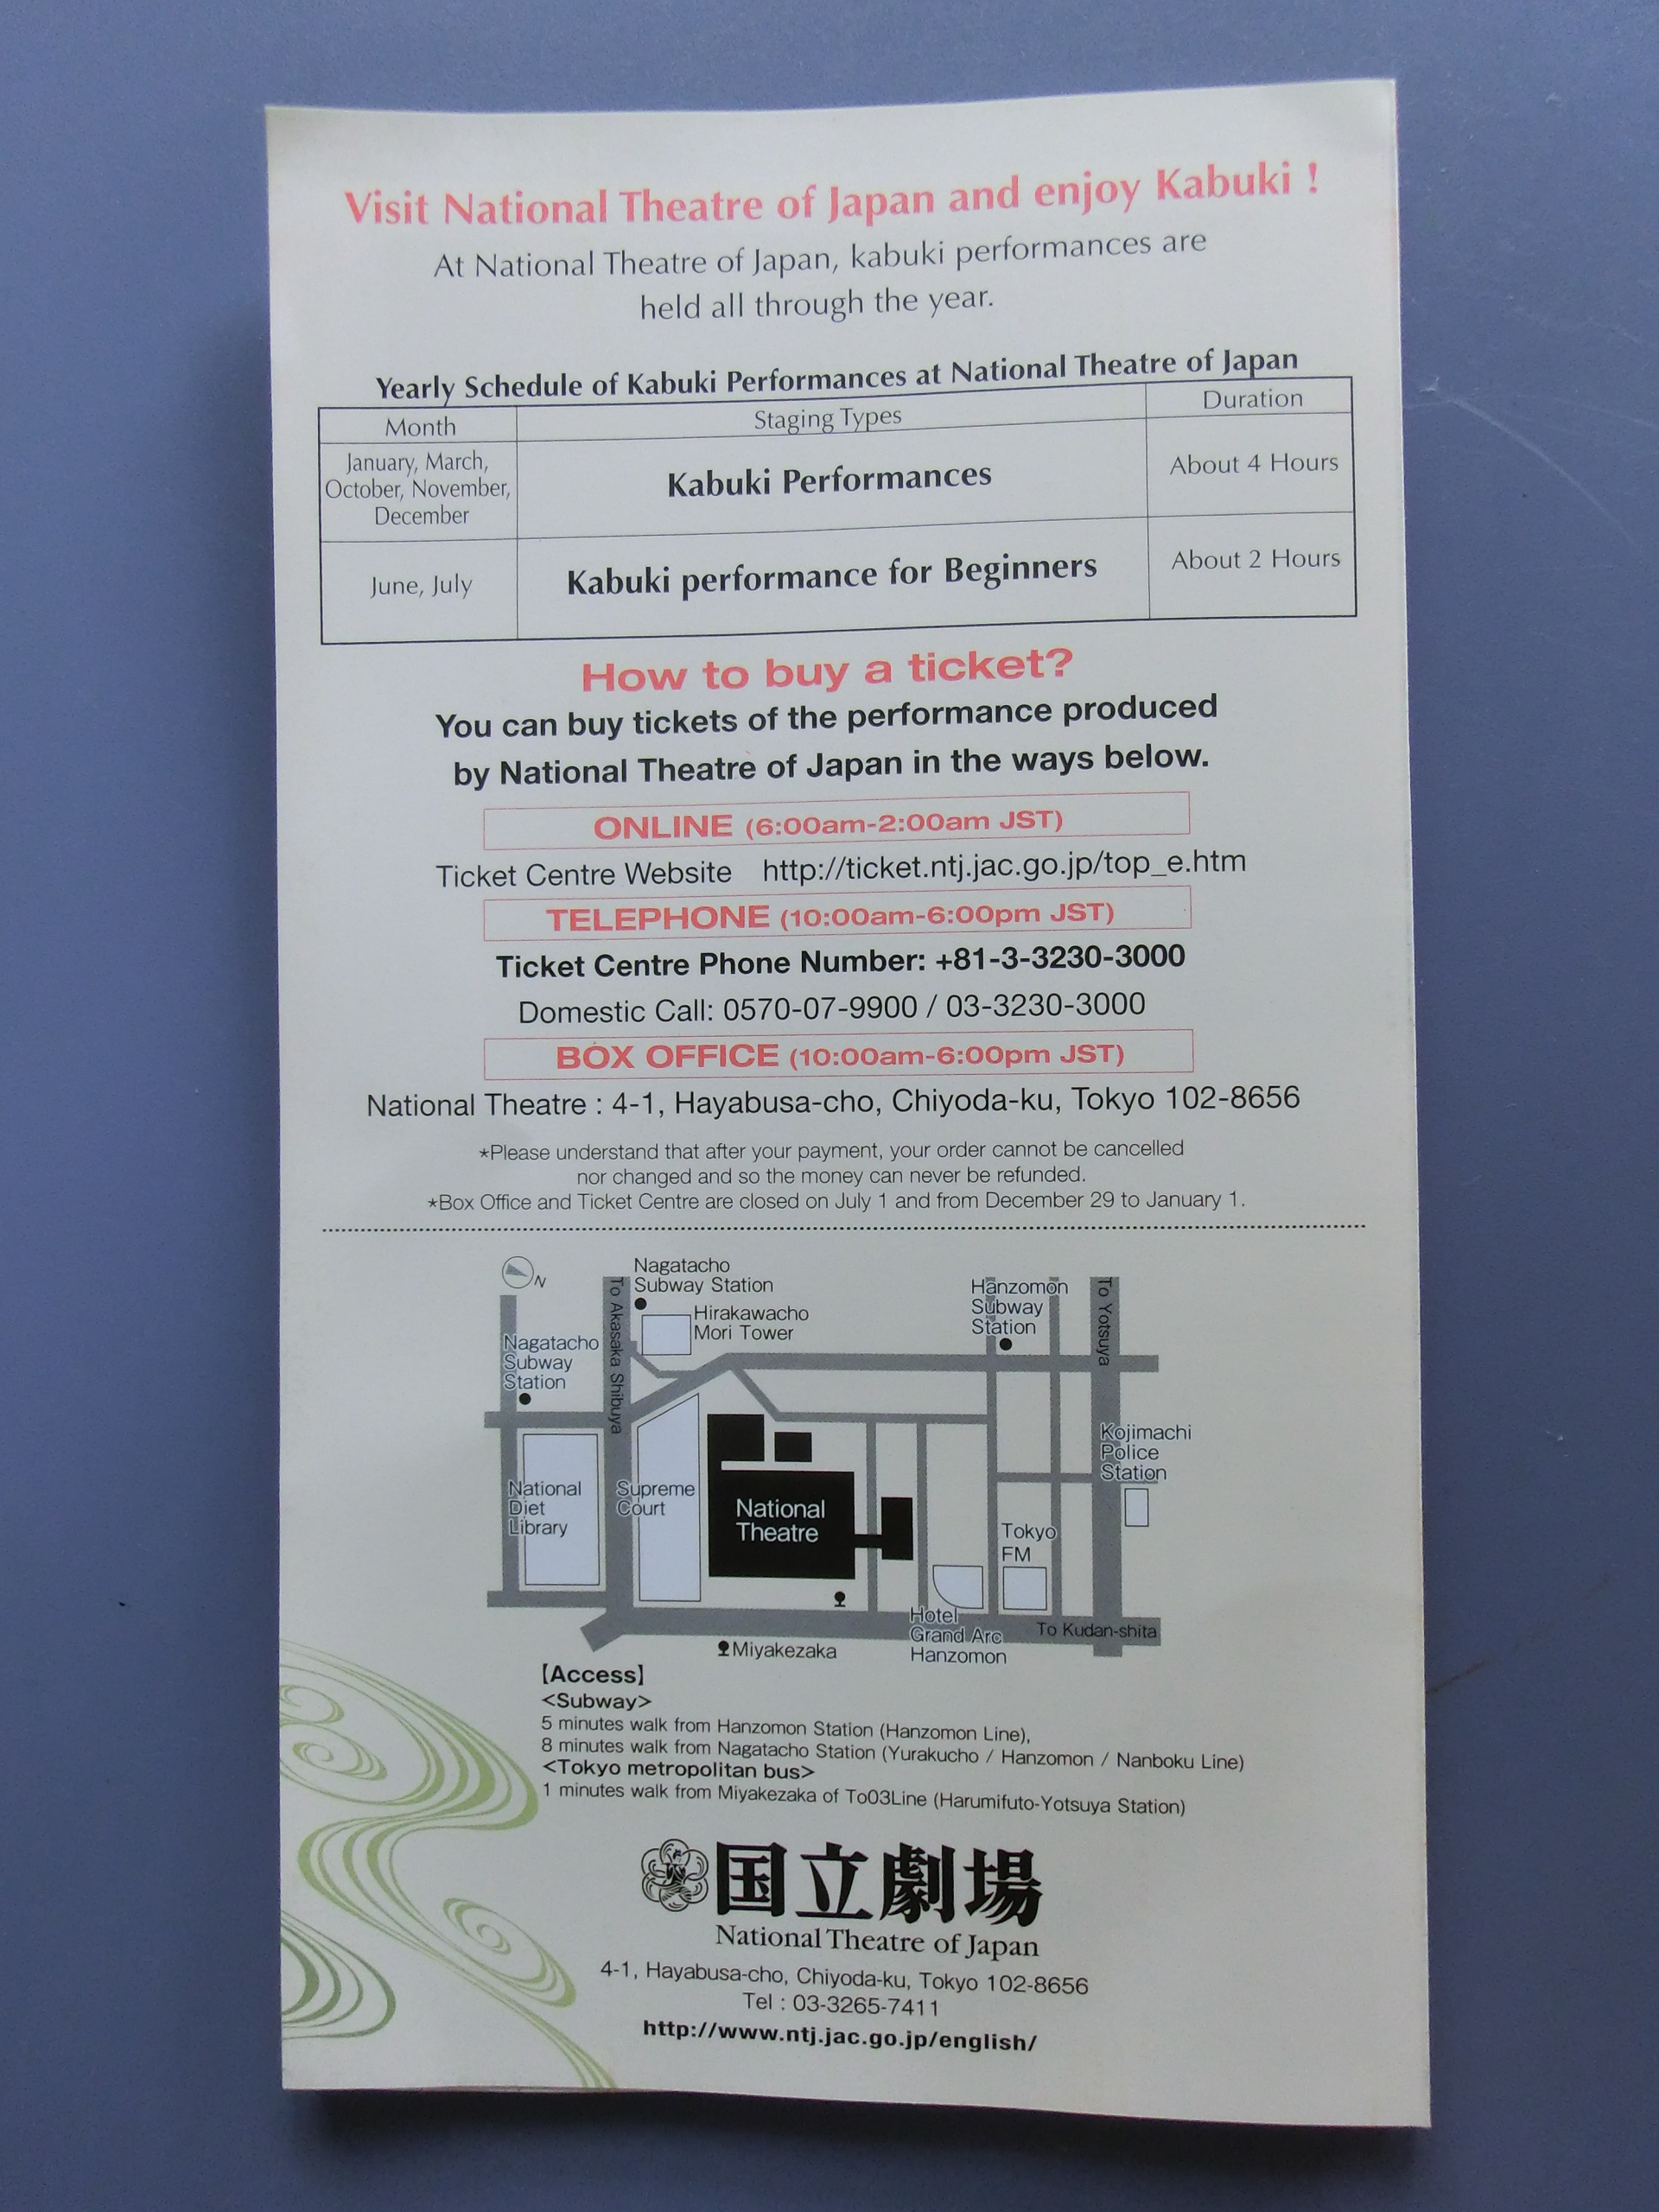 Visit National Theatre of Japan and enjoy Kabuki !
At National Theatre of Japan, kabuki performances are
held all through the year.
Yearly Schedule of Kabuki Performances at National Theatre of Japan
Month
Staging Types
Duration
January, March,
October, November,
December
Kabuki Performances
About 4 Hours
June, July
Kabuki performance for Beginners
About 2 Hours
How to buy a ticket?
You can buy tickets of the performance produced
by National Theatre of Japan in the ways below.
ONLINE (6:00am-2:00am JST)
Ticket Centre Website http://ticket.ntj.jac.go.jp/top_e.htm
TELEPHONE (10:00am-6:00pm JST)
Ticket Centre Phone Number: +81-3-3230-3000
Domestic Call: 0570-07-9900 / 03-3230-3000
BOX OFFICE (10:00am-6:00pm JST)
National Theatre : 4-1, Hayabusa-cho, Chiyoda-ku, Tokyo 102-8656
*Please understand that after your payment, your order cannot be cancelled
nor changed and so the money can never be refunded.
*Box Office and Ticket Centre are closed on July 1 and from December 29 to January 1.
N
To Akasaka Shibuya
Nagatacho
Subway Station
Hirakawacho
Mori Tower
Hanzomon
Subway
Station
To Yotsuya
Nagatacho
Subway
Station
Kojimachi
Police
Station
National
Diet
Library
Supreme
Court
National
Theatre
Tokyo
FM
Hotel
Grand Arc
Hanzomon
To Kudan-shita
Miyakezaka
【Access】
<Subway>
5 minutes walk from Hanzomon Station (Hanzomon Line),
8 minutes walk from Nagatacho Station (Yurakucho / Hanzomon / Nanboku Line)
<Tokyo metropolitan bus>
1 minutes walk from Miyakezaka of To03Line (Harumifuto-Yotsuya Station)
国立劇場
National Theatre of Japan
4-1, Hayabusa-cho, Chiyoda-ku, Tokyo 102-8656
Tel : 03-3265-7411
http://www.ntj.jac.go.jp/english/